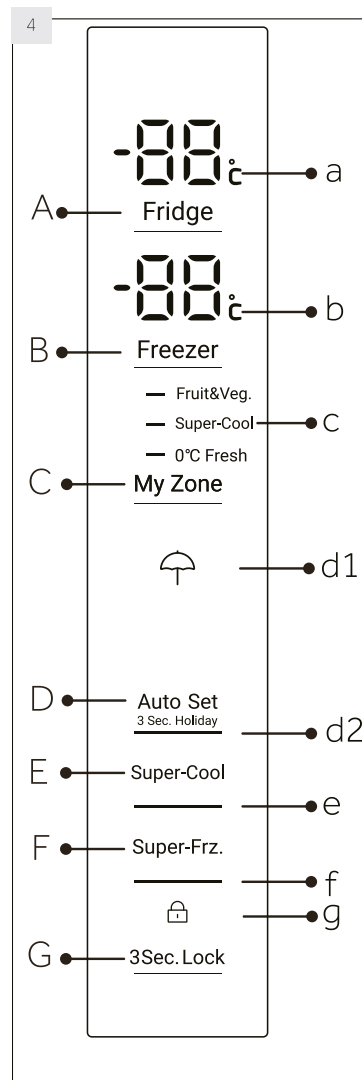 4
-88°c
a
A
Fridge
-88°c
b
B
Freezer
Fruit&Veg.
Super-Cool
c
0°C Fresh
C
My Zone
d1
D
Auto Set
3 Sec. Holiday
d2
E
Super-Cool
e
F
Super-Frz.
f
g
G
3Sec.Lock